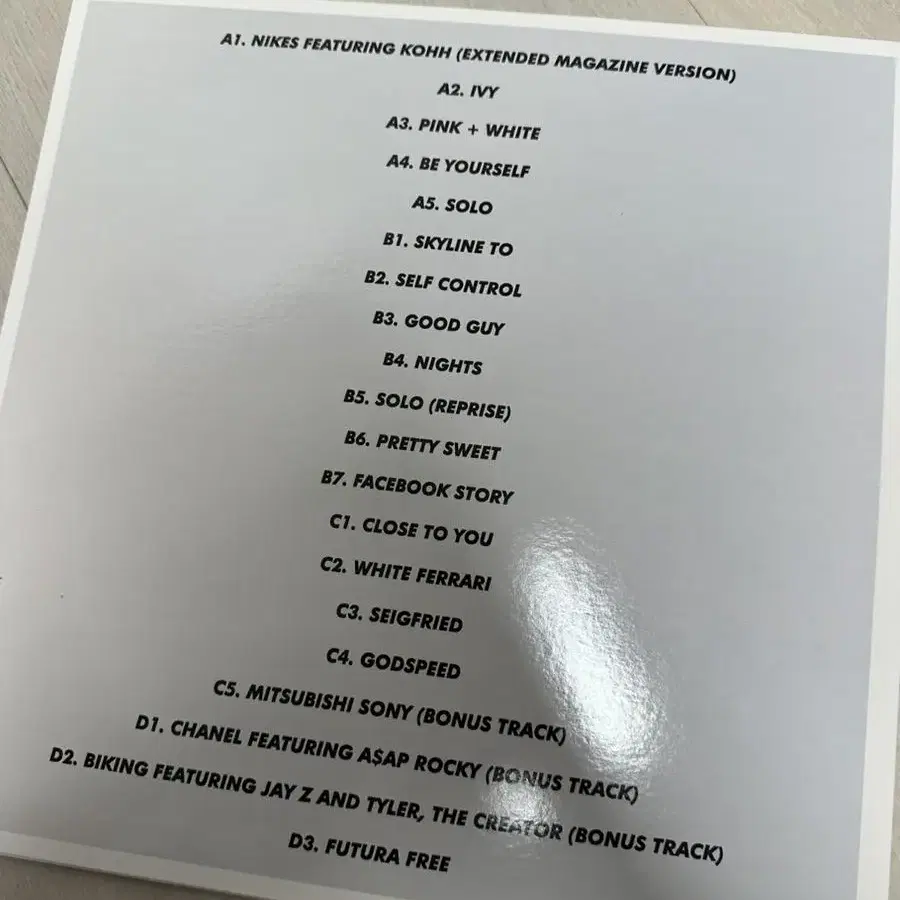 A1. NIKES FEATURING KOHH (EXTENDED MAGAZINE VERSION)
A2. IVY
A3. PINK + WHITE
A4. BE YOURSELF
A5. SOLO
B1. SKYLINE TO
B2. SELF CONTROL
B3. GOOD GUY
B4. NIGHTS
B5. SOLO (REPRISE)
B6. PRETTY SWEET
B7. FACEBOOK STORY
C1. CLOSE TO YOU
C2. WHITE FERRARI
C3. SEIGFRIED
C4. GODSPEED
C5. MITSUBISHI SONY (BONUS TRACK)
D1. CHANEL FEATURING A$AP ROCKY (BONUS TRACK)
D2. BIKING FEATURING JAY Z AND TYLER, THE CREATOR (BONUS TRACK)
D3. FUTURA FREE